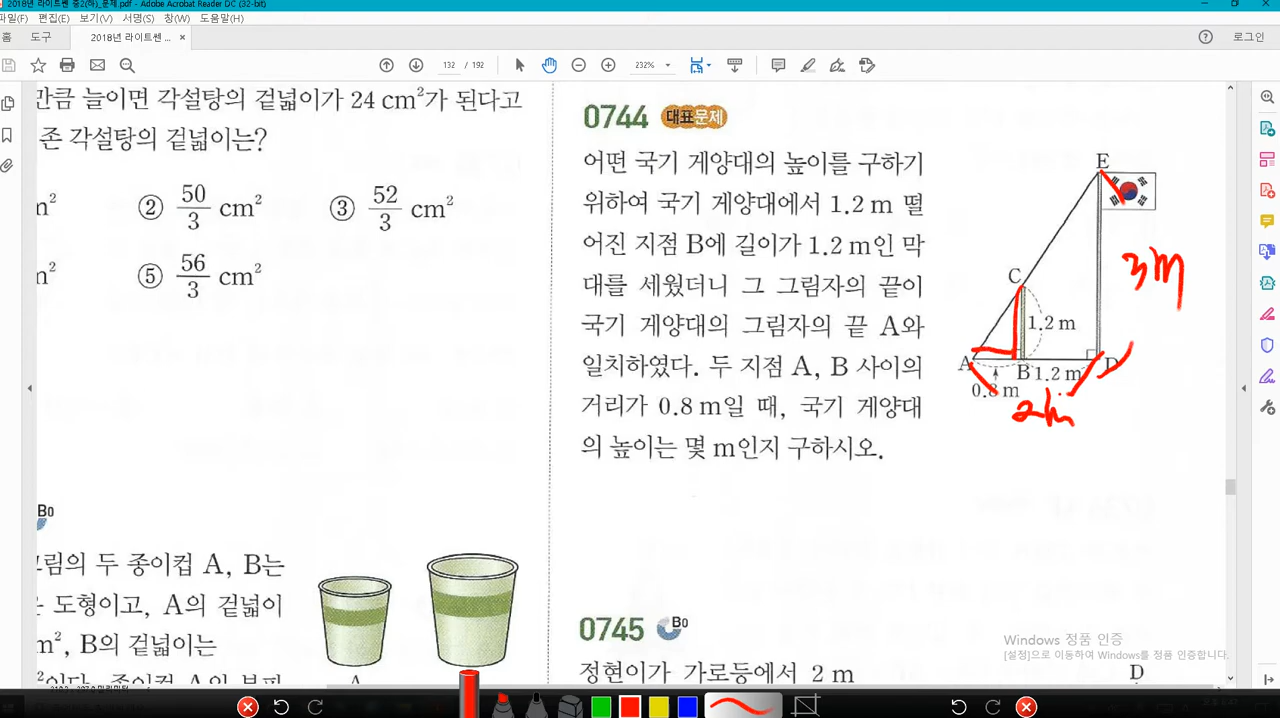 2018년 라이트쎈 중2(하)_문제.pdf - Adobe Acrobat Reader DC (32-bit)
파일(F) 편집(E) 보기(V) 서명(S) 창(W) 도움말(H)
홈 도구 2018년 라이트쎈 ... × 로그인
132 / 192 232%
만큼 늘이면 각설탕의 겉넓이가 24 cm²가 된다고
존 각설탕의 겉넓이는?
m² ② 50/3 cm² ③ 52/3 cm²
m² ⑤ 56/3 cm²
B0
그림의 두 종이컵 A, B는
도형이고, A의 겉넓이
m², B의 겉넓이는
A
0744 대표문제
어떤 국기 게양대의 높이를 구하기
위하여 국기 게양대에서 1.2 m 떨
어진 지점 B에 길이가 1.2 m인 막
대를 세웠더니 그 그림자의 끝이
국기 게양대의 그림자의 끝 A와
일치하였다. 두 지점 A, B 사이의
거리가 0.8 m일 때, 국기 게양대
의 높이는 몇 m인지 구하시오.
E
3m
C
1.2 m
A B 1.2 m D
0.8 m
2m
0745 B0
정현이가 가로등에서 2 m
D
Windows 정품 인증
[설정]으로 이동하여 Windows를 정품 인증합니다.